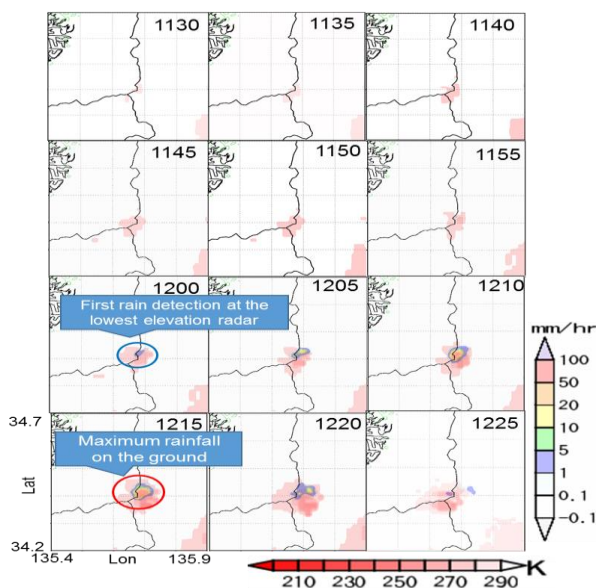 1130
1135
1140
1145
1150
1155
1200
1205
1210
First rain detection at the
lowest elevation radar
mm/hr
100
50
20
10
5
1
0.1
-0.1
34.7
1215
1220
1225
Maximum rainfall
on the ground
Lat
34.2
135.4 Lon 135.9
K
210 230 250 270 290